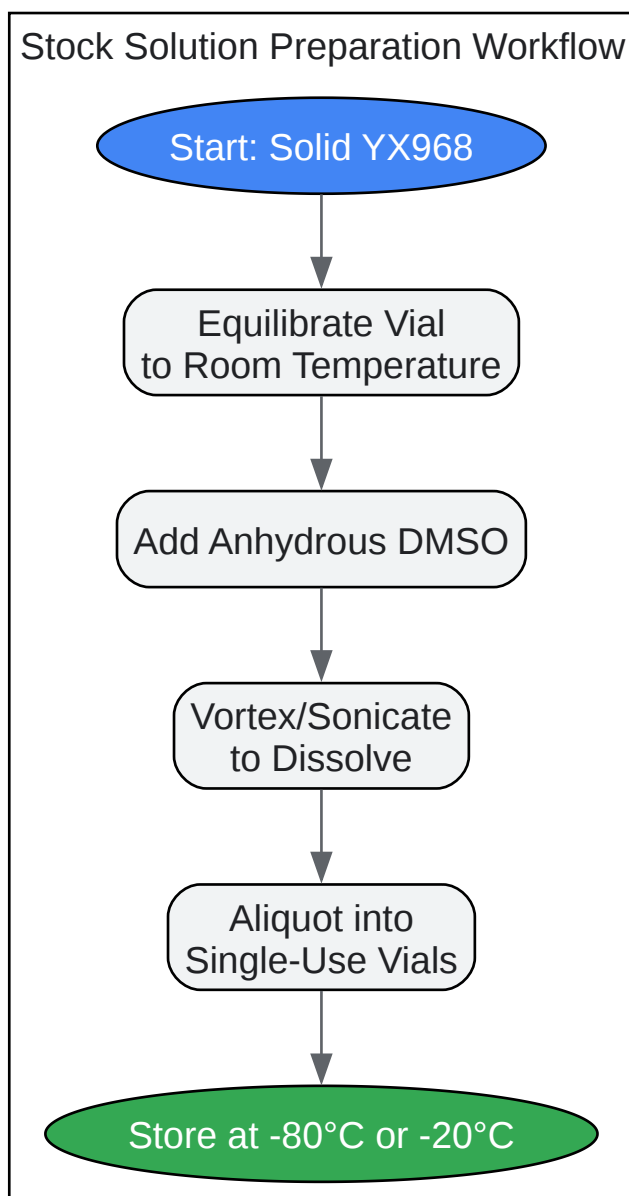 Stock Solution Preparation Workflow
Start: Solid YX968
Equilibrate Vial
to Room Temperature
Add Anhydrous DMSO
Vortex/Sonicate
to Dissolve
Aliquot into
Single-Use Vials
Store at -80°C or -20°C